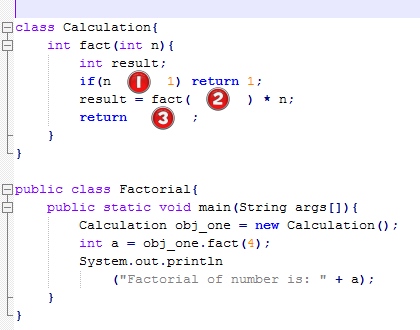 class Calculation{
int fact(int n){
int result;
if(n 1 1) return 1;
result = fact( 2 ) * n;
return 3 ;
}
}
public class Factorial{
public static void main(String args[]){
Calculation obj_one = new Calculation();
int a = obj_one.fact(4);
System.out.println
("Factorial of number is: " + a);
}
}